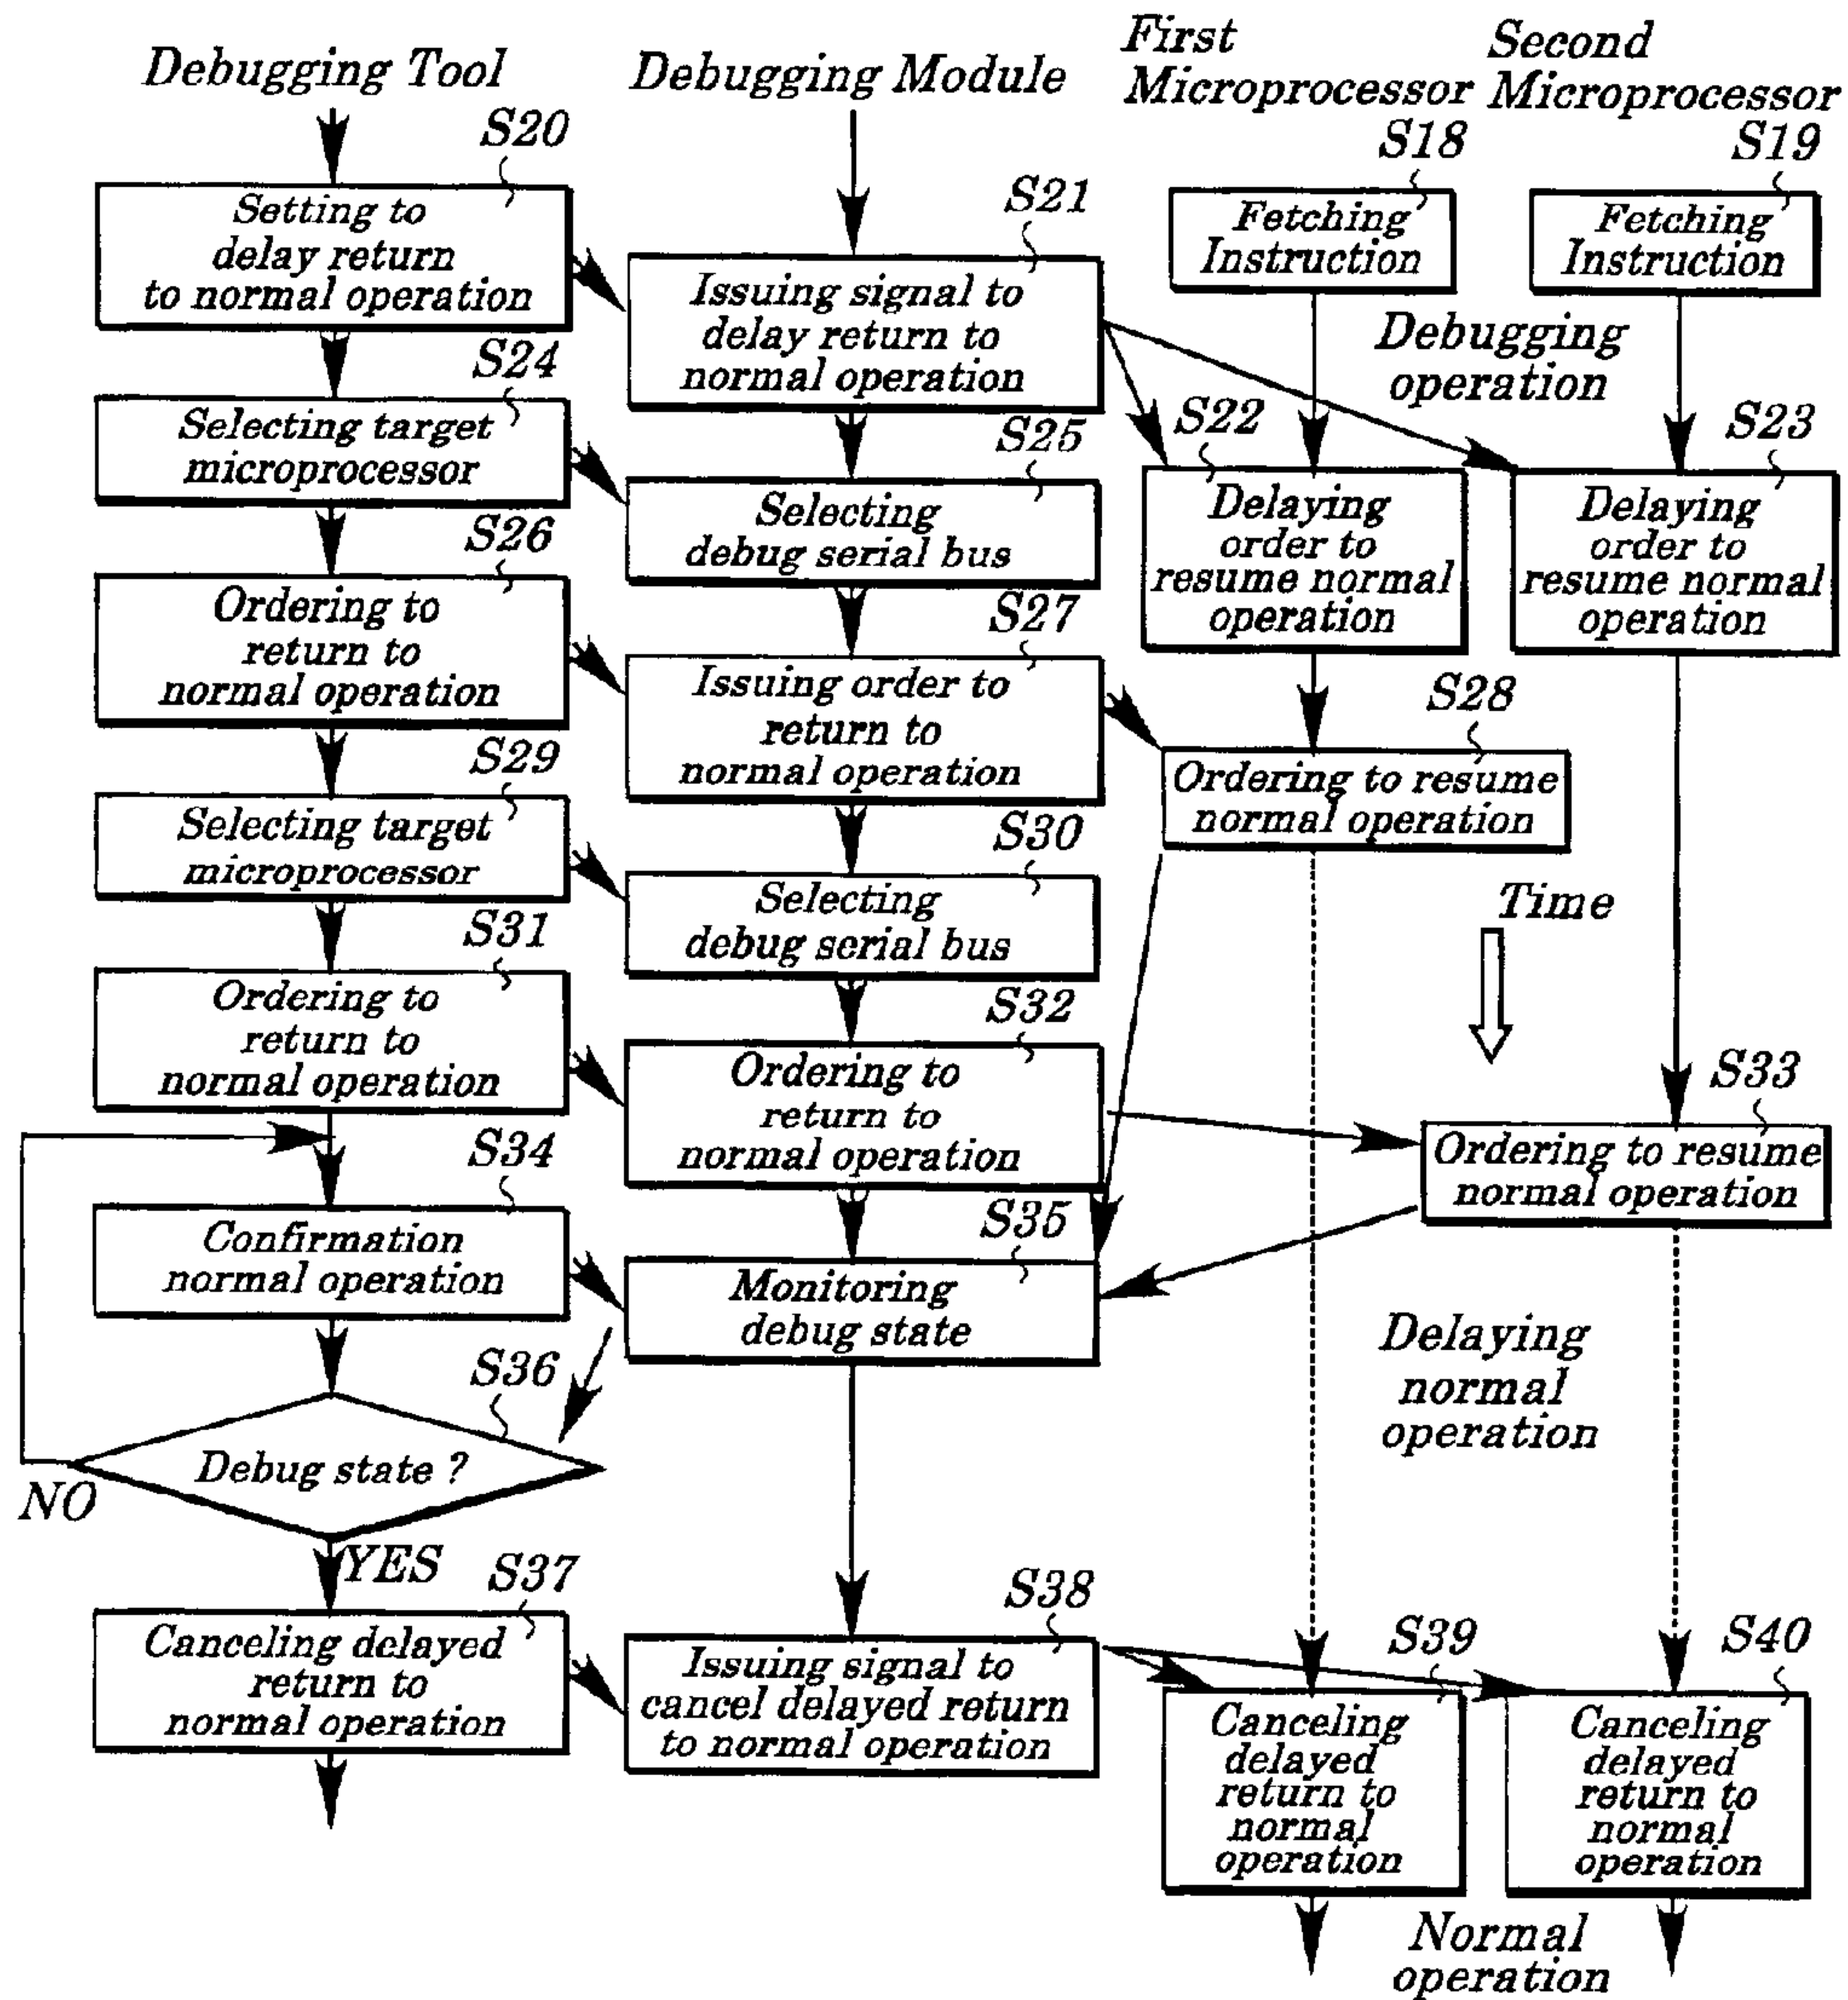 Debugging Tool
Debugging Module
First
Microprocessor
Second
Microprocessor
S20
Setting to
delay return
to normal operation
S21
Issuing signal to
delay return to
normal operation
S18
Fetching
Instruction
S19
Fetching
Instruction
Debugging
operation
S24
Selecting target
microprocessor
S25
Selecting
debug serial bus
S22
Delaying
order to
resume normal
operation
S23
Delaying
order to
resume normal
operation
S26
Ordering to
return to
normal operation
S27
Issuing order to
return to
normal operation
S28
Ordering to resume
normal operation
S29
Selecting target
microprocessor
S30
Selecting
debug serial bus
Time
S31
Ordering to
return to
normal operation
S32
Ordering to
return to
normal operation
S33
Ordering to resume
normal operation
S34
Confirmation
normal operation
S35
Monitoring
debug state
Delaying
normal
operation
S36
Debug state ?
NO
YES
S37
Canceling delayed
return to
normal operation
S38
Issuing signal to
cancel delayed return
to normal operation
S39
Canceling
delayed
return to
normal
operation
S40
Canceling
delayed
return to
normal
operation
Normal
operation